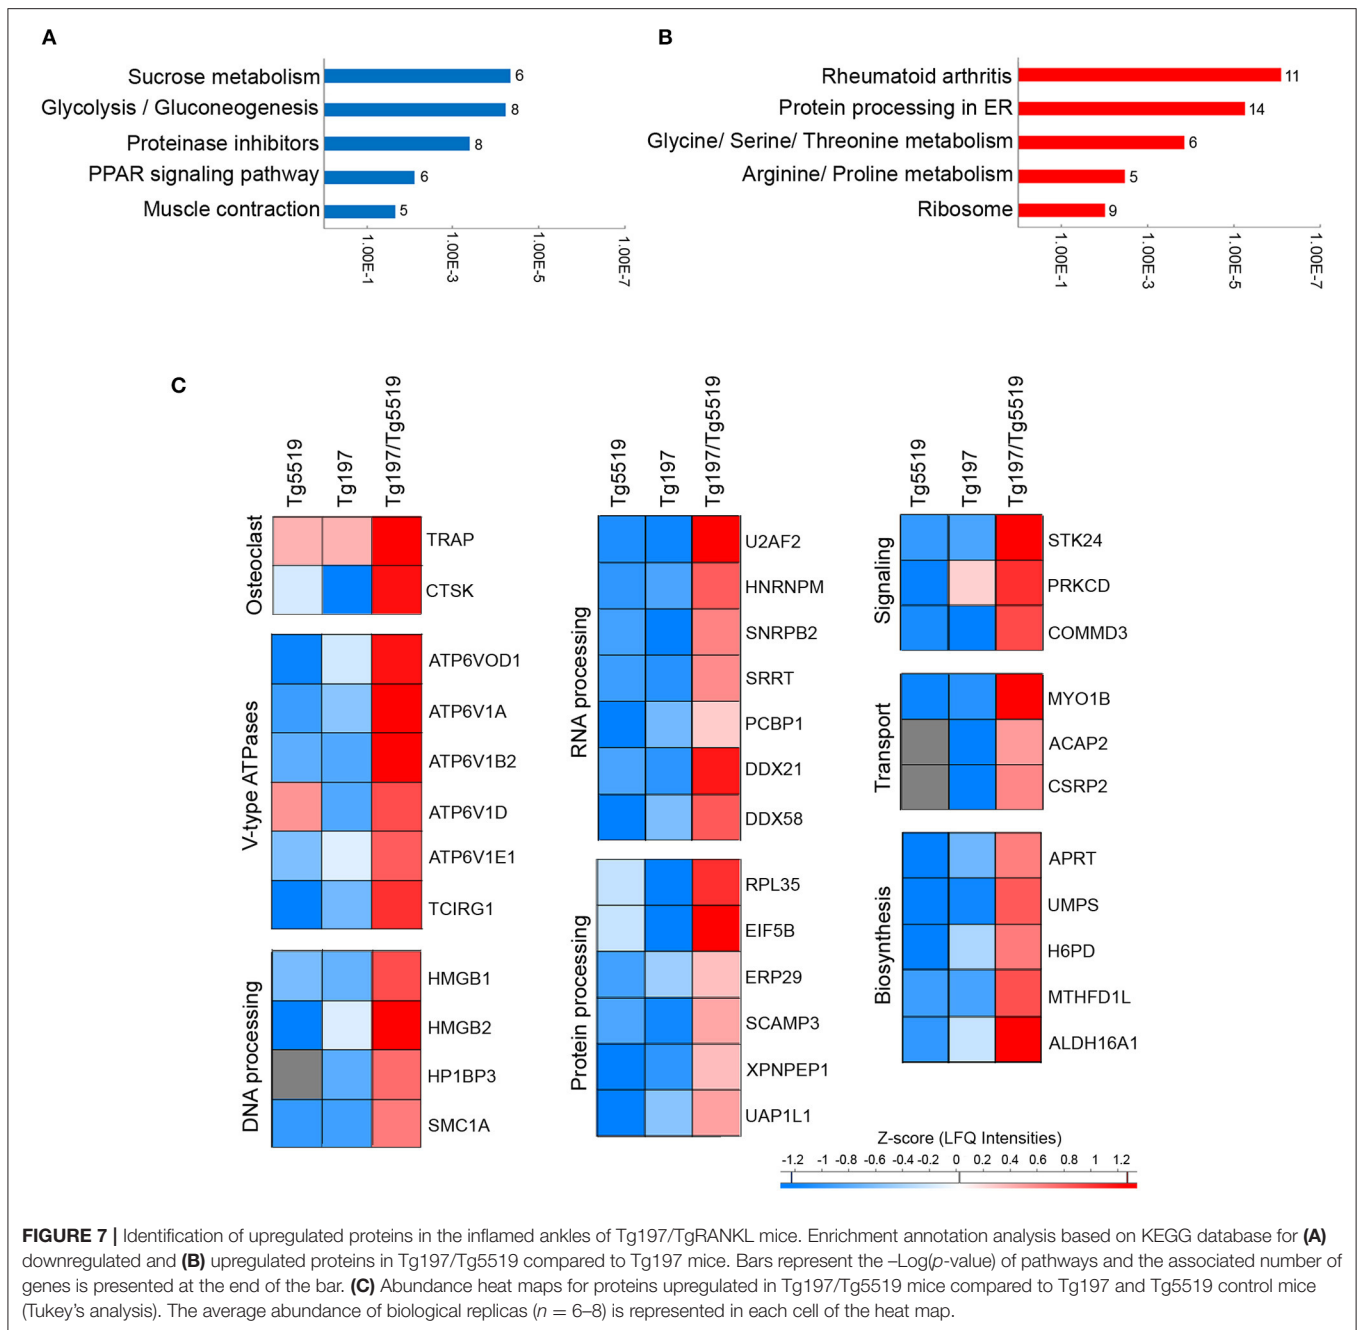 A
Sucrose metabolism 6
Glycolysis / Gluconeogenesis 8
Proteinase inhibitors 8
PPAR signaling pathway 6
Muscle contraction 5
1.00E-1 1.00E-3 1.00E-5 1.00E-7
B
Rheumatoid arthritis 11
Protein processing in ER 14
Glycine/ Serine/ Threonine metabolism 6
Arginine/ Proline metabolism 5
Ribosome 9
1.00E-1 1.00E-3 1.00E-5 1.00E-7
C
Tg5519 Tg197 Tg197/Tg5519
Osteoclast
TRAP
CTSK
V-type ATPases
ATP6VOD1
ATP6V1A
ATP6V1B2
ATP6V1D
ATP6V1E1
TCIRG1
DNA processing
HMGB1
HMGB2
HP1BP3
SMC1A
Tg5519 Tg197 Tg197/Tg5519
RNA processing
U2AF2
HNRNPM
SNRPB2
SRRT
PCBP1
DDX21
DDX58
Protein processing
RPL35
EIF5B
ERP29
SCAMP3
XPNPEP1
UAP1L1
Tg5519 Tg197 Tg197/Tg5519
Signaling
STK24
PRKCD
COMMD3
Transport
MYO1B
ACAP2
CSRP2
Biosynthesis
APRT
UMPS
H6PD
MTHFD1L
ALDH16A1
Z-score (LFQ Intensities)
-1.2 -1 -0.8 -0.6 -0.4 -0.2 0 0.2 0.4 0.6 0.8 1 1.2
FIGURE 7 | Identification of upregulated proteins in the inflamed ankles of Tg197/TgRANKL mice. Enrichment annotation analysis based on KEGG database for (A)
downregulated and (B) upregulated proteins in Tg197/Tg5519 compared to Tg197 mice. Bars represent the –Log(p-value) of pathways and the associated number of
genes is presented at the end of the bar. (C) Abundance heat maps for proteins upregulated in Tg197/Tg5519 mice compared to Tg197 and Tg5519 control mice
(Tukey's analysis). The average abundance of biological replicas (n = 6–8) is represented in each cell of the heat map.